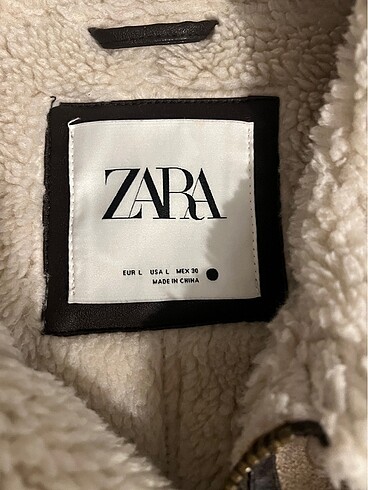 ZARA
EUR L USA L MEX 30
MADE IN CHINA